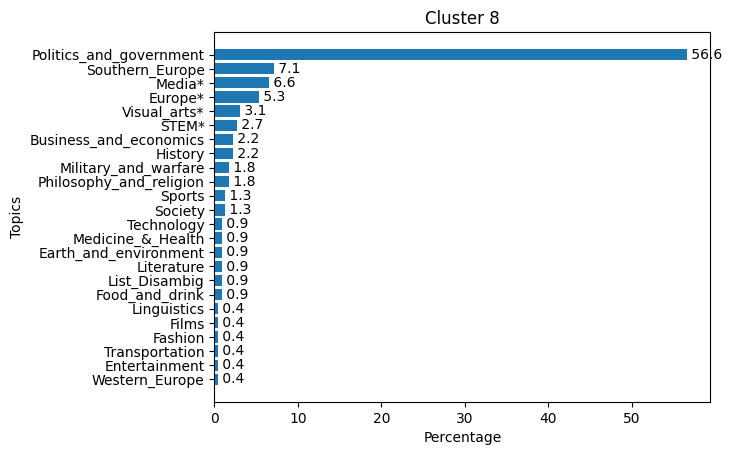 Cluster 8
Politics_and_government 56.6
Southern_Europe 7.1
Media* 6.6
Europe* 5.3
Visual_arts* 3.1
STEM* 2.7
Business_and_economics 2.2
History 2.2
Military_and_warfare 1.8
Philosophy_and_religion 1.8
Sports 1.3
Society 1.3
Technology 0.9
Medicine_&_Health 0.9
Earth_and_environment 0.9
Literature 0.9
List_Disambig 0.9
Food_and_drink 0.9
Linguistics 0.4
Films 0.4
Fashion 0.4
Transportation 0.4
Entertainment 0.4
Western_Europe 0.4
Topics
0 10 20 30 40 50
Percentage